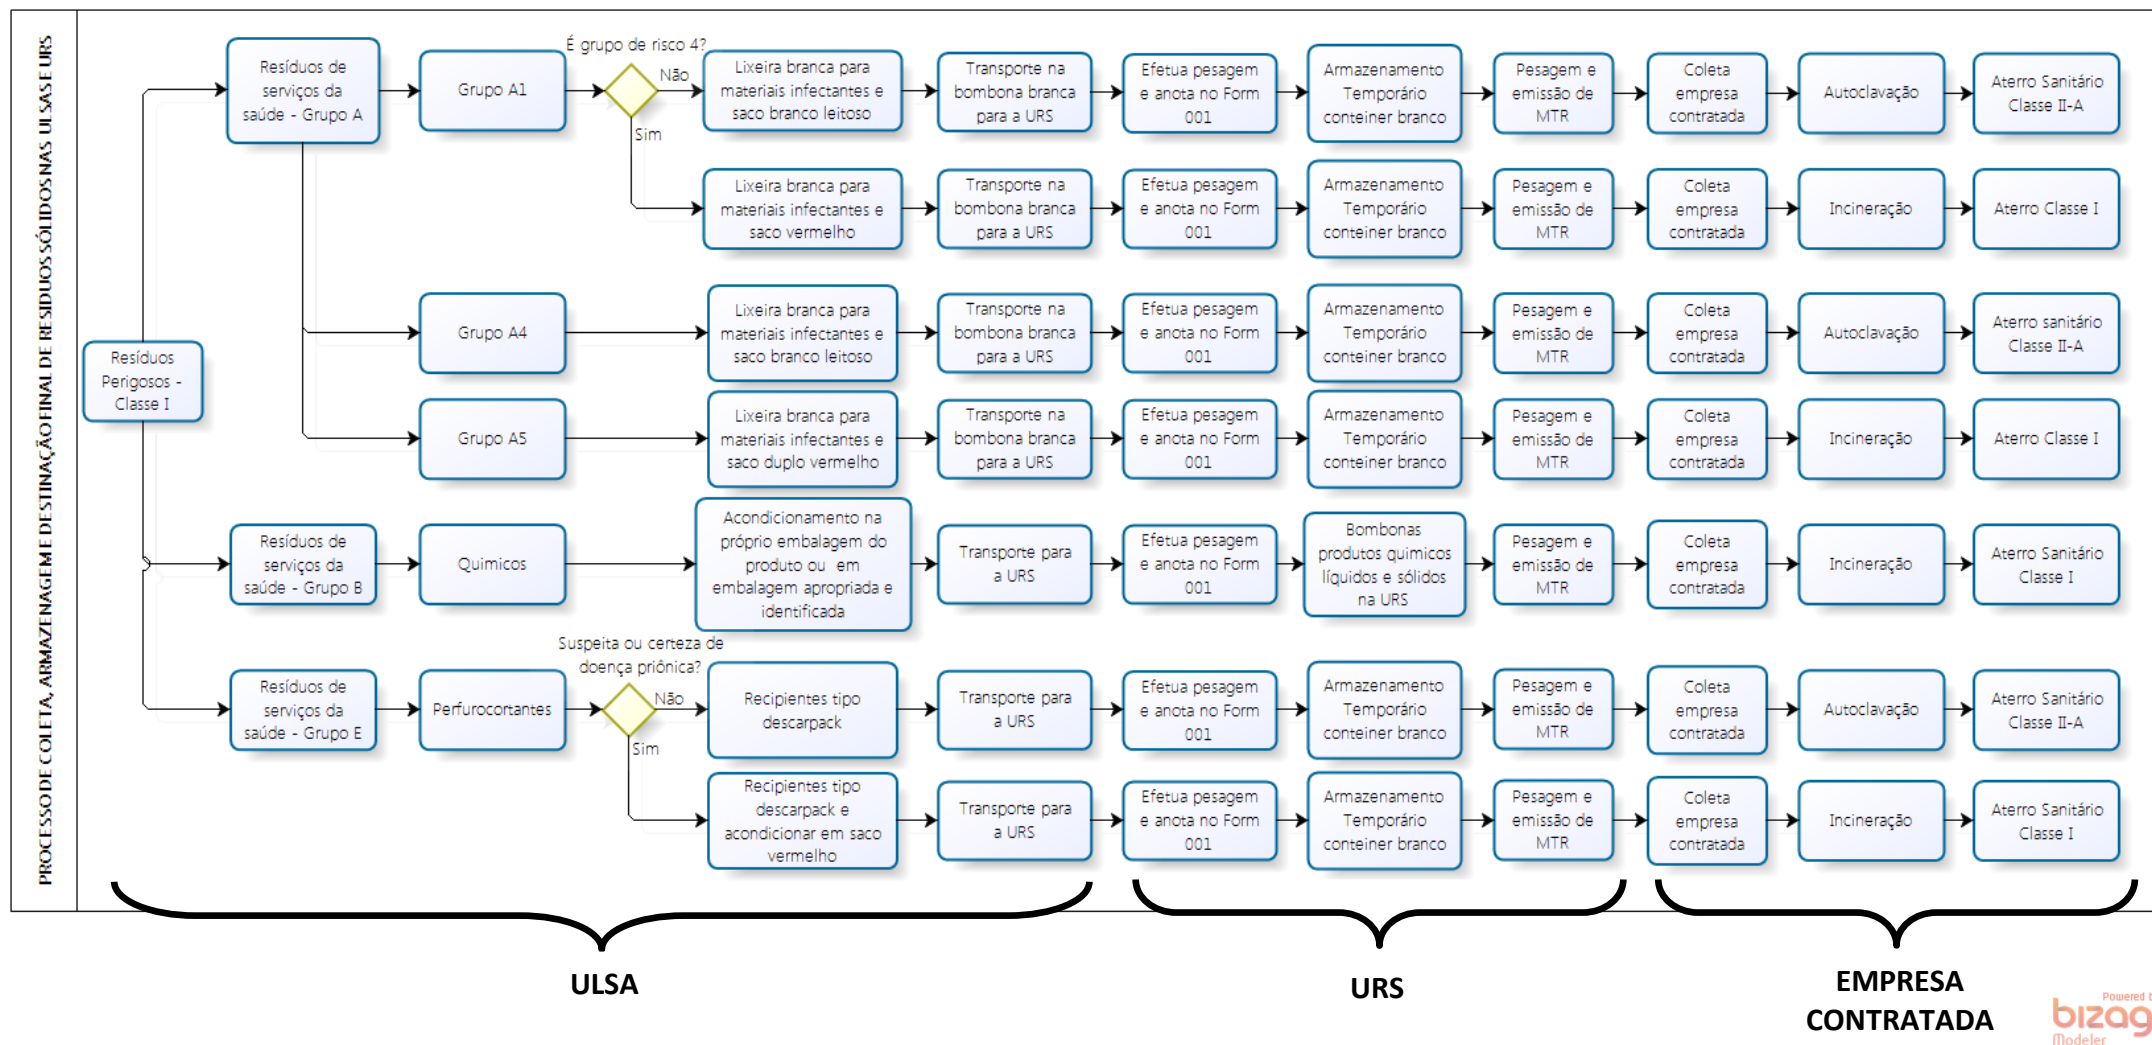 PROCESSO DE COLETA, ARMAZENAGEM E DESTINAÇÃO FINAL DE RESIDUOS SÓLIDOS NAS ULSAS E URS
Resíduos
Perigosos -
Classe I
Resíduos de
serviços da
saúde - Grupo A
Grupo A1
É grupo de risco 4?
Não
Sim
Lixeira branca para
materiais infectantes e
saco branco leitoso
Transporte na
bombona branca
para a URS
Efetua pesagem
e anota no Form
001
Armazenamento
Temporário
conteiner branco
Pesagem e
emissão de
MTR
Coleta
empresa
contratada
Autoclavação
Aterro Sanitário
Classe II-A
Lixeira branca para
materiais infectantes e
saco vermelho
Transporte na
bombona branca
para a URS
Efetua pesagem
e anota no Form
001
Armazenamento
Temporário
conteiner branco
Pesagem e
emissão de
MTR
Coleta
empresa
contratada
Incineração
Aterro Classe I
Grupo A4
Lixeira branca para
materiais infectantes e
saco branco leitoso
Transporte na
bombona branca
para a URS
Efetua pesagem
e anota no Form
001
Armazenamento
Temporário
conteiner branco
Pesagem e
emissão de
MTR
Coleta
empresa
contratada
Autoclavação
Aterro sanitário
Classe II-A
Grupo A5
Lixeira branca para
materiais infectantes e
saco duplo vermelho
Transporte na
bombona branca
para a URS
Efetua pesagem
e anota no Form
001
Armazenamento
Temporário
conteiner branco
Pesagem e
emissão de
MTR
Coleta
empresa
contratada
Incineração
Aterro Classe I
Resíduos de
serviços da
saúde - Grupo B
Quimicos
Acondicionamento na
próprio embalagem do
produto ou em
embalagem apropriada e
identificada
Transporte para
a URS
Efetua pesagem
e anota no Form
001
Bombonas
produtos quimicos
líquidos e sólidos
na URS
Pesagem e
emissão de
MTR
Coleta
empresa
contratada
Incineração
Aterro Sanitário
Classe I
Resíduos de
serviços da
saúde - Grupo E
Perfurocortantes
Suspeita ou certeza de
doença priônica?
Não
Sim
Recipientes tipo
descarpack
Transporte para
a URS
Efetua pesagem
e anota no Form
001
Armazenamento
Temporário
conteiner branco
Pesagem e
emissão de
MTR
Coleta
empresa
contratada
Autoclavação
Aterro Sanitário
Classe II-A
Recipientes tipo
descarpack e
acondicionar em saco
vermelho
Transporte para
a URS
Efetua pesagem
e anota no Form
001
Armazenamento
Temporário
conteiner branco
Pesagem e
emissão de
MTR
Coleta
empresa
contratada
Incineração
Aterro Sanitário
Classe I
ULSA
URS
EMPRESA
CONTRATADA
Powered b
bizag
Modeler